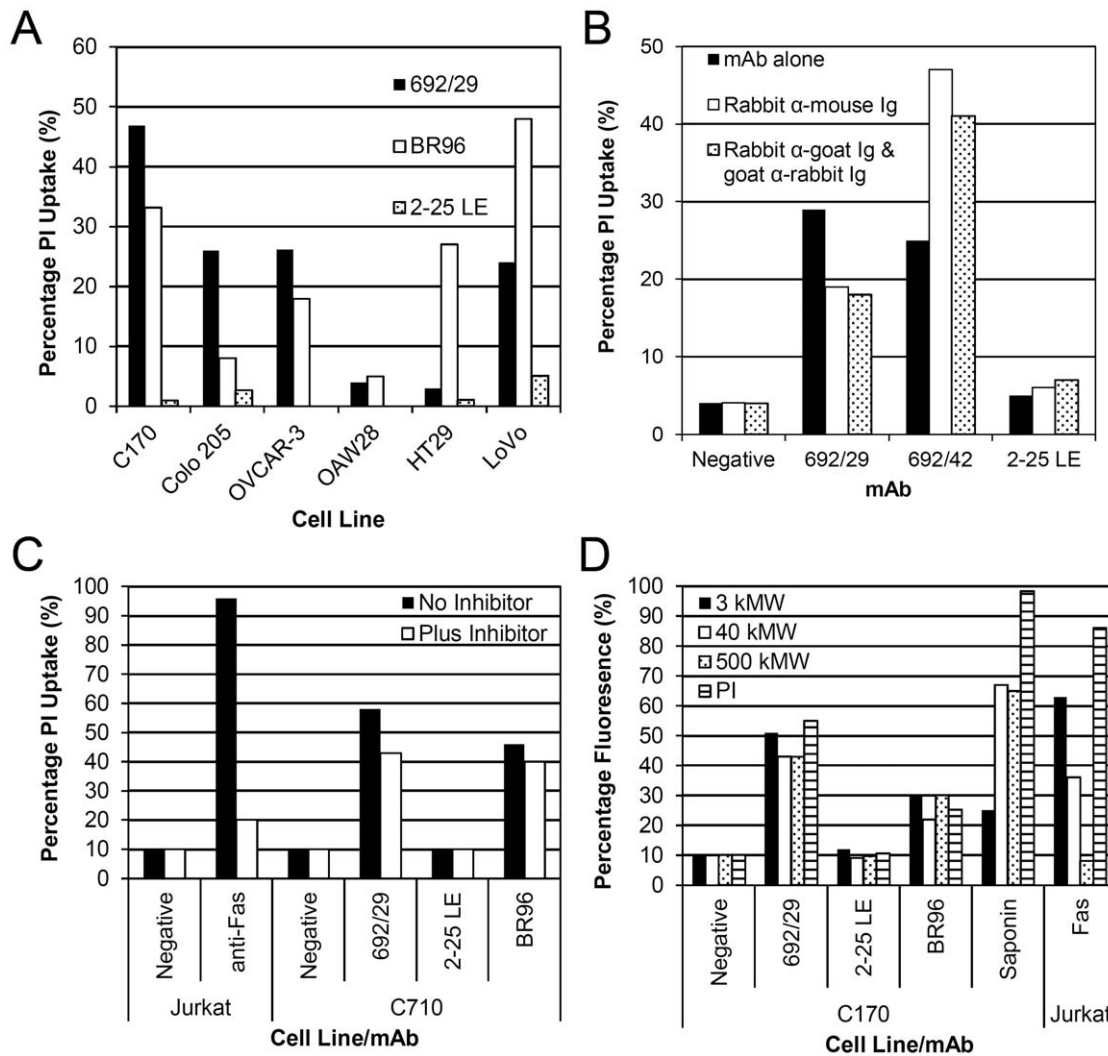 A
Percentage PI Uptake (%)
60
50
40
30
20
10
0
692/29
BR96
2-25 LE
C170
Colo 205
OVCAR-3
OAW28
HT29
LoVo
Cell Line
B
Percentage PI Uptake (%)
50
40
30
20
10
0
mAb alone
Rabbit α-mouse Ig
Rabbit α-goat Ig &
goat α-rabbit Ig
Negative
692/29
692/42
2-25 LE
mAb
C
Percentage PI Uptake (%)
100
90
80
70
60
50
40
30
20
10
0
No Inhibitor
Plus Inhibitor
Negative
anti-Fas
Negative
692/29
2-25 LE
BR96
Jurkat
C710
Cell Line/mAb
D
Percentage Fluoresence (%)
100
90
80
70
60
50
40
30
20
10
0
3 kMW
40 kMW
500 kMW
PI
Negative
692/29
2-25 LE
BR96
Saponin
Fas
C170
Jurkat
Cell Line/mAb